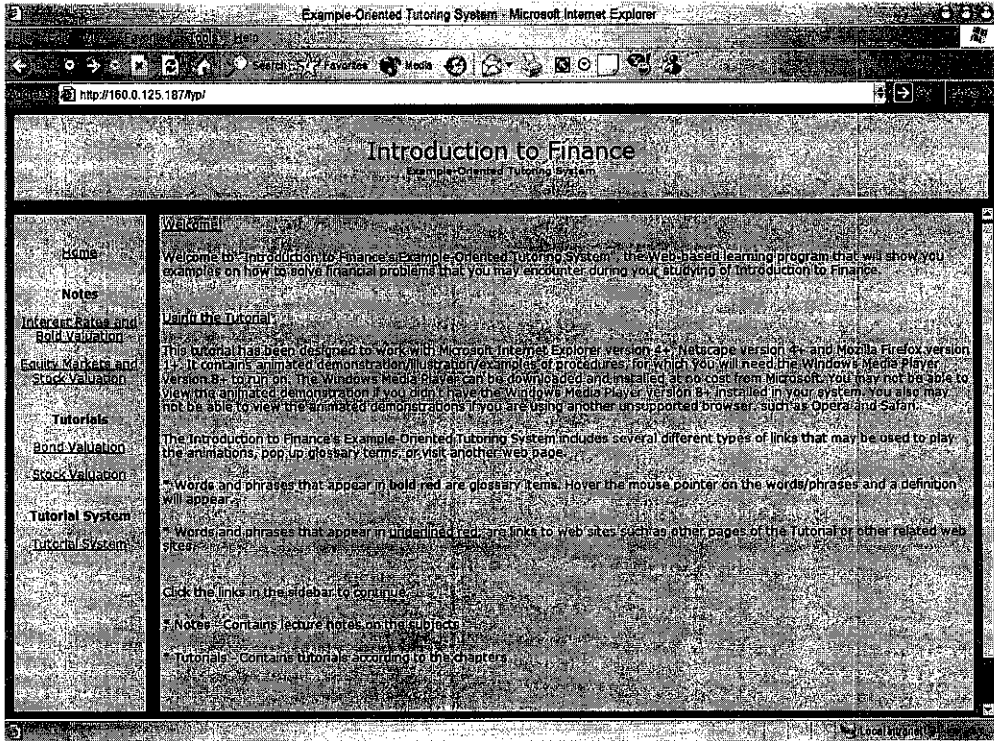 Example-Oriented Tutoring System - Microsoft Internet Explorer
Favorites Tools Help
Search Favorites Media
http://160.0.125.187/fyp/
Introduction to Finance
Example-Oriented Tutoring System
Home
Notes
Interest Rates and
Bold Valuation
Equity Markets and
Stock Valuation
Tutorials
Bond Valuation
Stock Valuation
Tutorial System
Tutorial System
Welcome!
Welcome to "Introduction to Finance's Example-Oriented Tutoring System", the Web-based learning program that will show you
examples on how to solve financial problems that you may encounter during your studying of Introduction to Finance.
Using the Tutorial
This tutorial has been designed to work with Microsoft Internet Explorer version 4+, Netscape version 4+ and Mozilla Firefox version
1+. It contains animated demonstration/illustration/examples of procedures, for which you will need the Windows Media Player
Version 8+ to run on. The Windows Media Player can be downloaded and installed at no cost from Microsoft. You may not be able to
view the animated demonstration if you didn't have the Windows Media Player Version 8+ installed in your system. You also may
not be able to view the animated demonstrations if you are using another unsupported browser, such as Opera and Safari.
The Introduction to Finance's Example-Oriented Tutoring System includes several different types of links that may be used to play
the animations, pop up glossary terms, or visit another web page.
* Words and phrases that appear in bold red are glossary items. Hover the mouse pointer on the words/phrases and a definition
will appear.
* Words and phrases that appear in underlined red, are links to web sites such as other pages of the Tutorial or other related web
sites.
Click the links in the sidebar to continue.
* Notes - Contains lecture notes on the subjects
* Tutorials - Contains tutorials according to the chapters
Local intranet